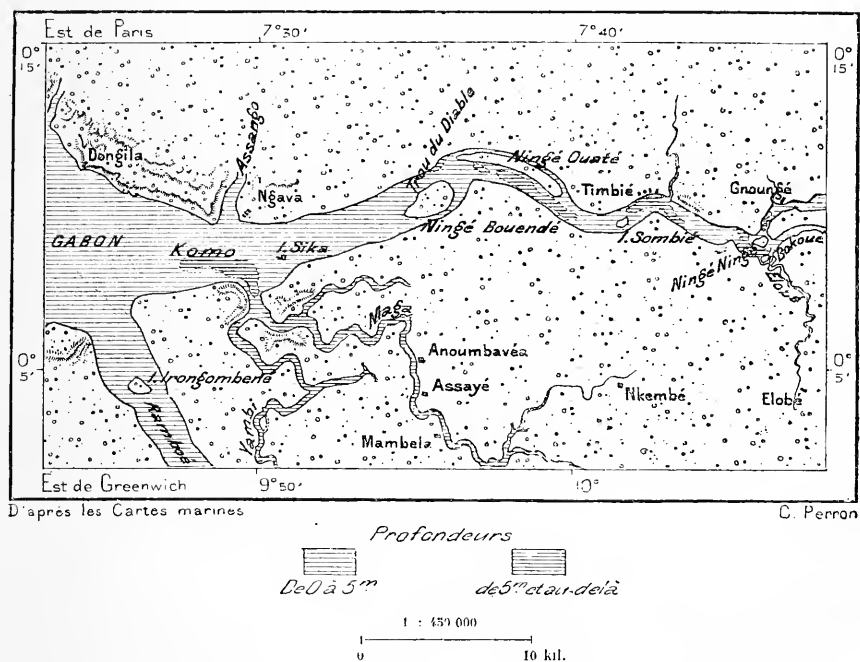 Est de Paris 7°30' 7°40'
0° 15' 0° 15'
Assango
Trou du Diable
Dongila
Ningé Ouaté
'Ngava
Timbié
Gnoungé
GABON
Komo
I. Sika
Ningé Bouendé
I. Sombié
Ningé Ningé
Bokoué
Maga
0° 5' 0° 5'
Anoumbavéa
I. Irongombené
Assayé
Nkembé
Elobé
Yambi
Mambela
Est de Greenwich 9°50' 10°
D'après les Cartes marines C. Perron
Profondeurs
De 0 à 5m de 5m et au-delà
1 : 450 000
0 10 kil.